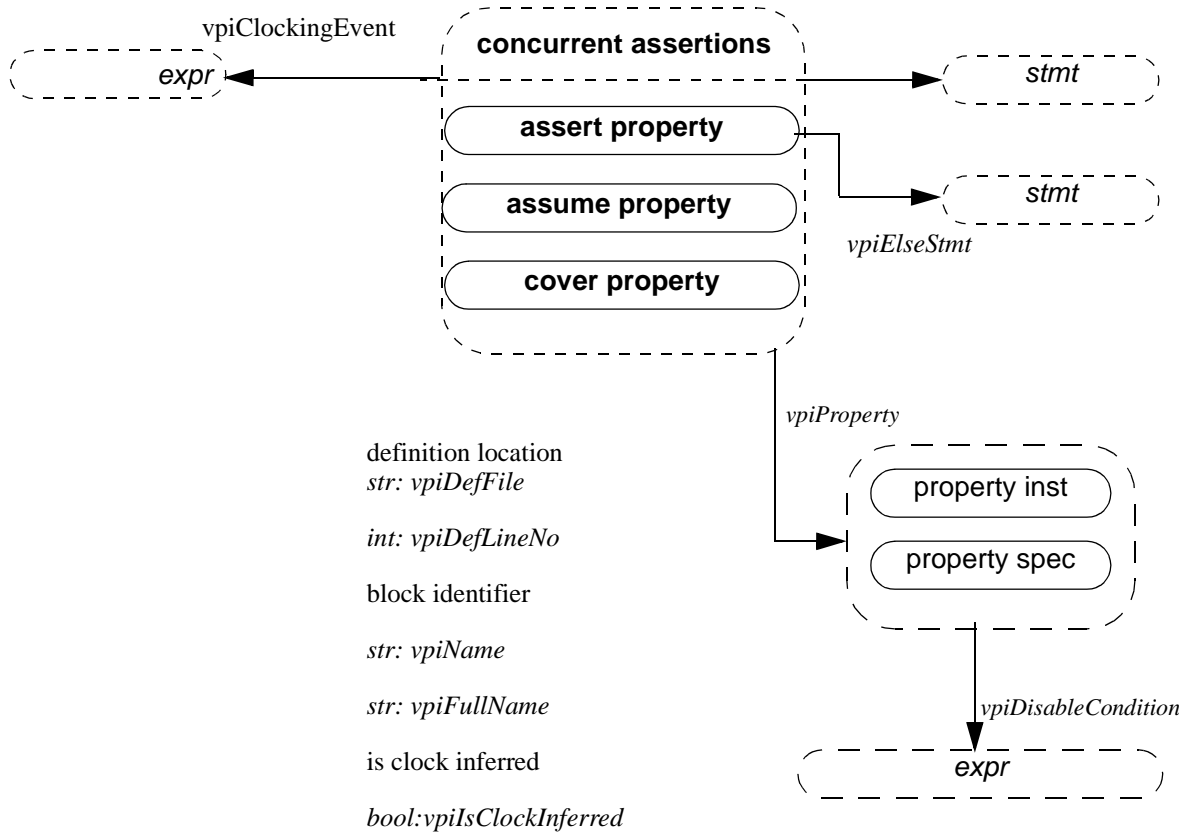 vpiClockingEvent
concurrent assertions
expr
stmt
assert property
stmt
assume property
vpiElseStmt
cover property
vpiProperty
definition location
str: vpiDefFile
property inst
int: vpiDefLineNo
property spec
block identifier
str: vpiName
str: vpiFullName
vpiDisableCondition
is clock inferred
expr
bool:vpiIsClockInferred